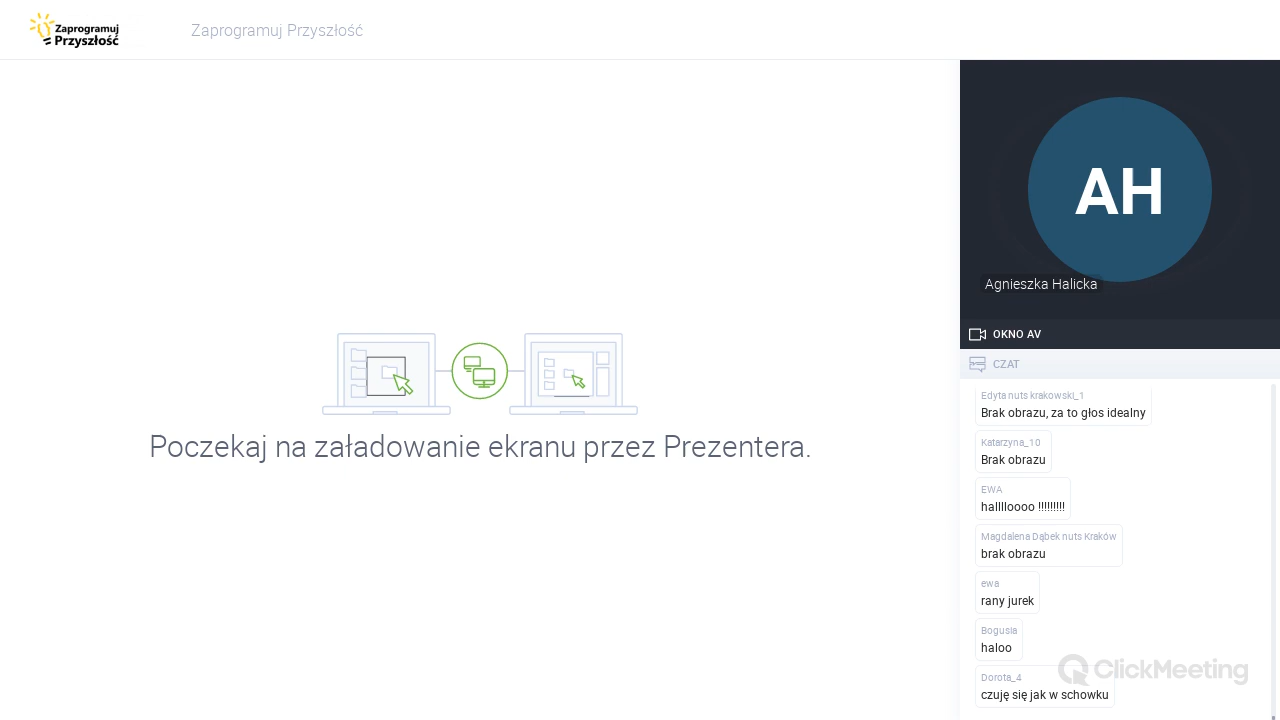 Zaprogramuj
Przyszłość
Zaprogramuj Przyszłość
AH
Agnieszka Halicka
OKNO AV
CZAT
Edyta nuts krakowski_1
Brak obrazu, za to głos idealny
Katarzyna_10
Brak obrazu
EWA
halllloooo !!!!!!!!!
Magdalena Dąbek nuts Kraków
brak obrazu
ewa
rany jurek
Bogusia
haloo
Dorota_4
czuję się jak w schowku
ClickMeeting
Poczekaj na załadowanie ekranu przez Prezentera.